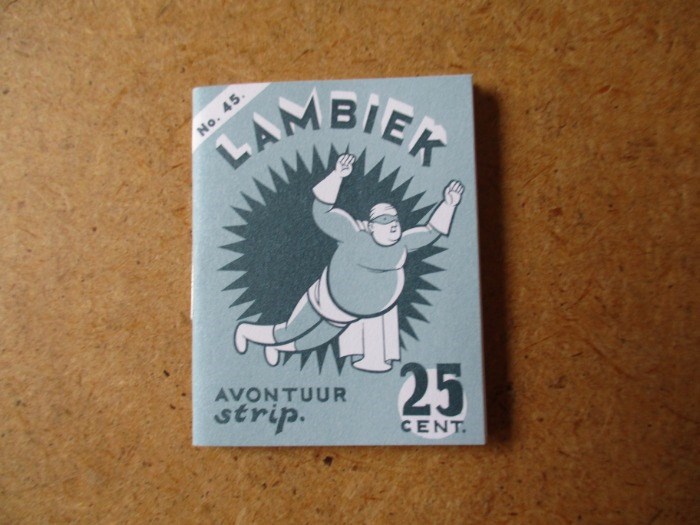 No. 45.
LAMBIEK
AVONTUUR
strip.
25
CENT.